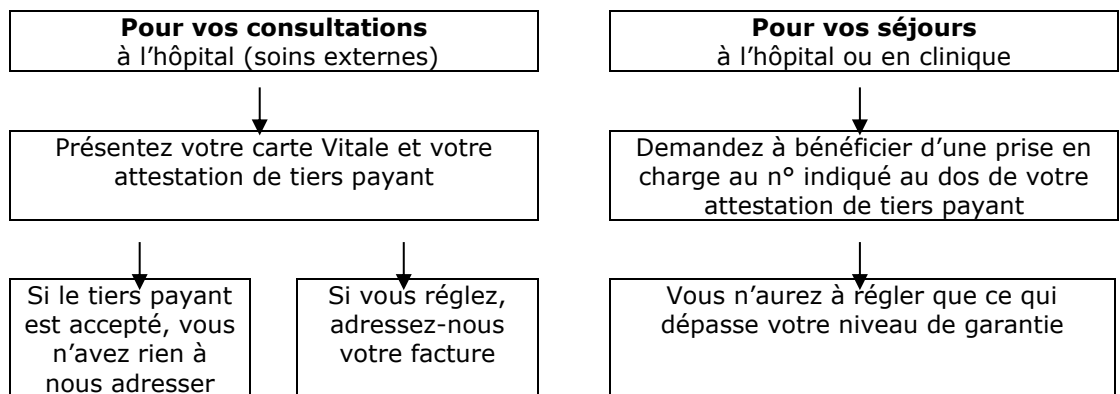 Pour vos consultations
à l’hôpital (soins externes)
Présentez votre carte Vitale et votre
attestation de tiers payant
Si le tiers payant
est accepté, vous
n’avez rien à
nous adresser
Si vous réglez,
adressez-nous
votre facture
Pour vos séjours
à l’hôpital ou en clinique
Demandez à bénéficier d’une prise en
charge au n° indiqué au dos de votre
attestation de tiers payant
Vous n’aurez à régler que ce qui
dépasse votre niveau de garantie